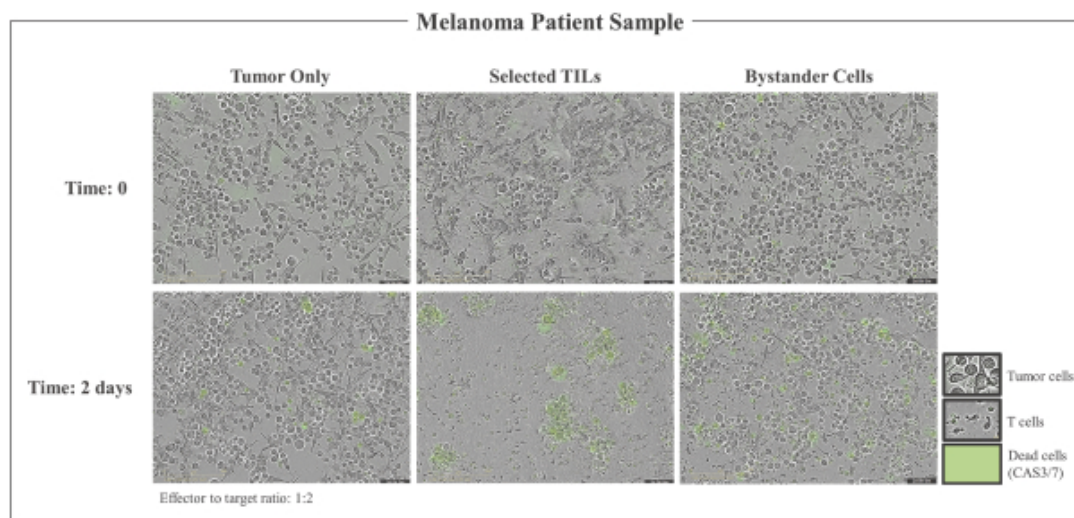 Melanoma Patient Sample
Tumor Only
Selected TILs
Bystander Cells
Time: 0
Time: 2 days
Tumor cells
T cells
Dead cells
(CAS3/7)
Effector to target ratio: 1:2